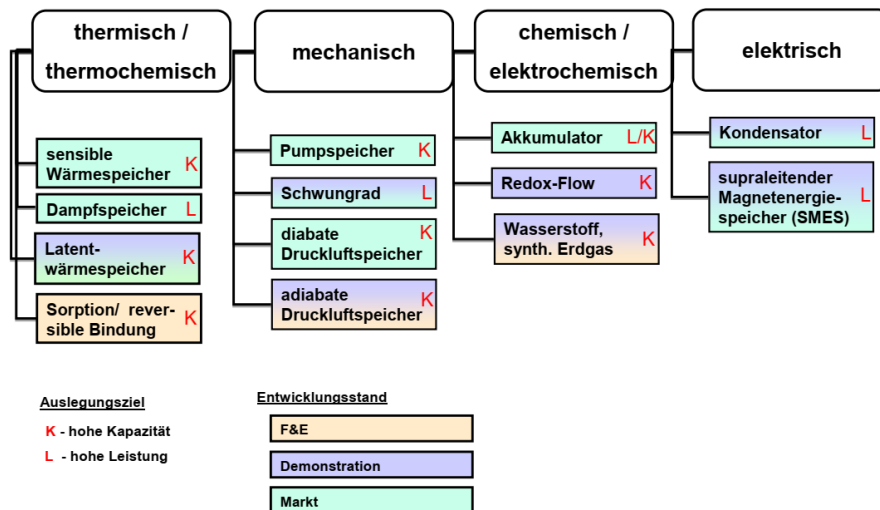 thermisch /
thermochemisch
mechanisch
chemisch /
elektrochemisch
elektrisch
sensible
Wärmespeicher K
Dampfspeicher L
Latent-
wärmespeicher K
Sorption/ rever-
sible Bindung K
Pumpspeicher K
Schwungrad L
diabate K
Druckluftspeicher
adiabate K
Druckluftspeicher
Akkumulator L/K
Redox-Flow K
Wasserstoff,
synth. Erdgas K
Kondensator L
supraleitender
Magnetenergie- L
speicher (SMES)
Auslegungsziel
K - hohe Kapazität
L - hohe Leistung
Entwicklungsstand
F&E
Demonstration
Markt